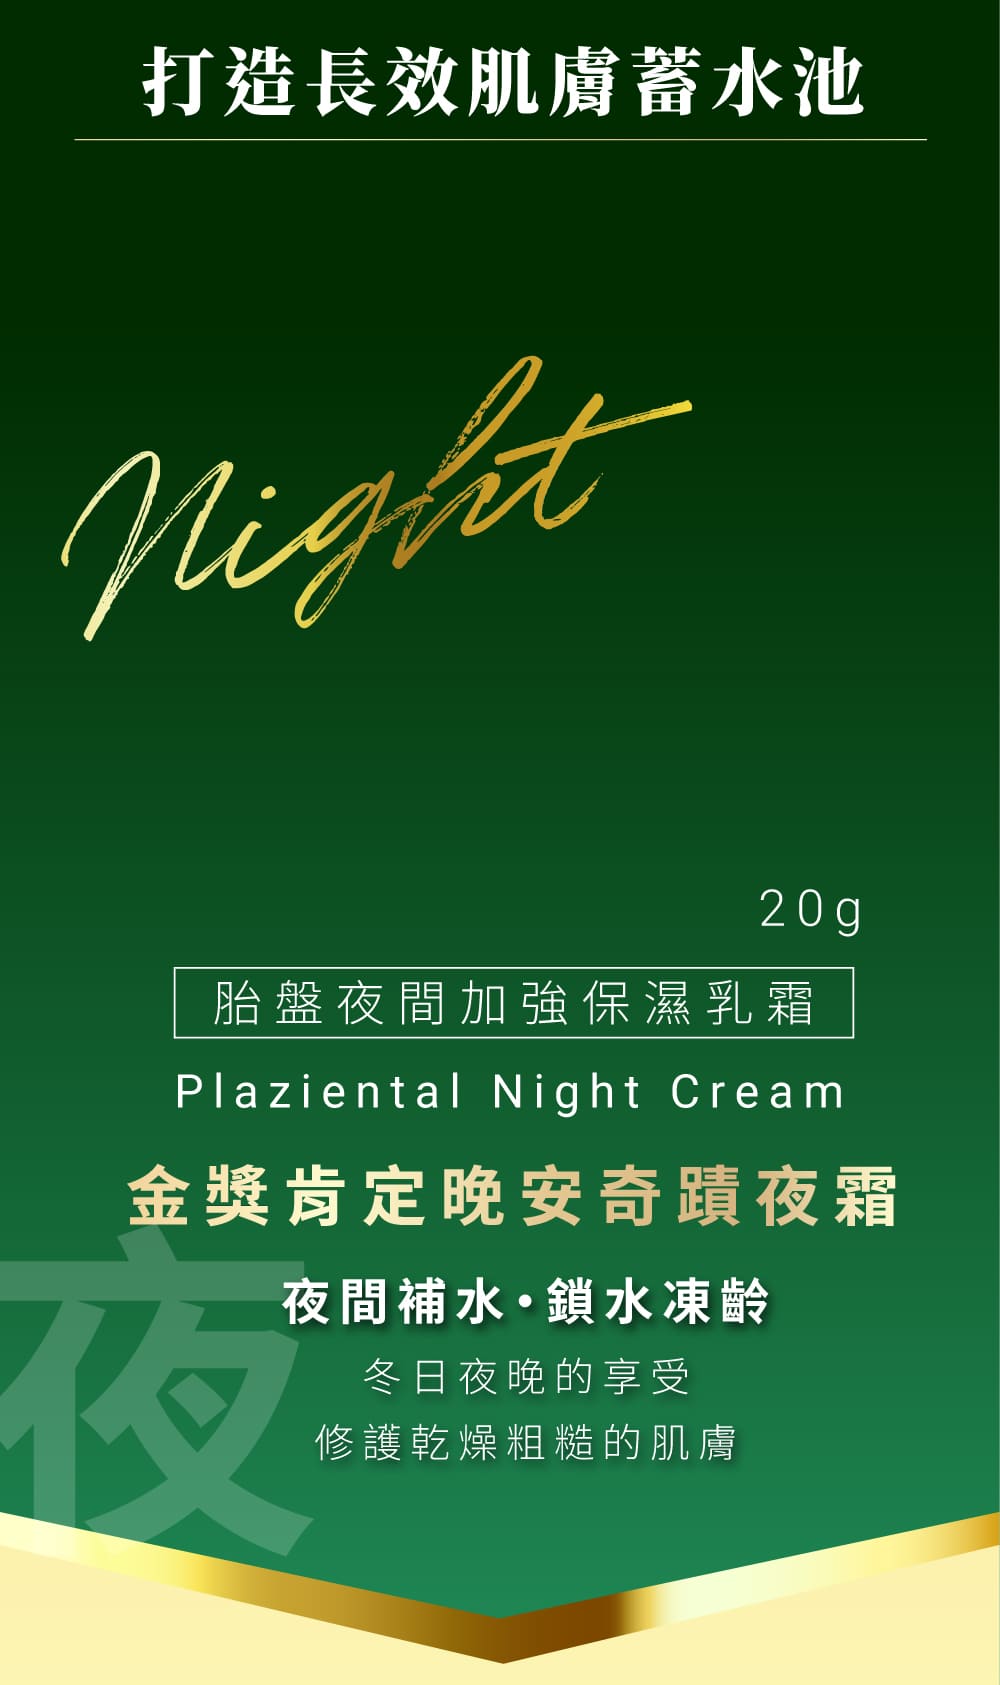 打造長效肌膚蓄水池
Night
20g
胎盤夜間加強保濕乳霜
Plaziental Night Cream
金獎肯定晚安奇蹟夜霜
夜
夜間補水•鎖水凍齡
冬日夜晚的享受
修護乾燥粗糙的肌膚